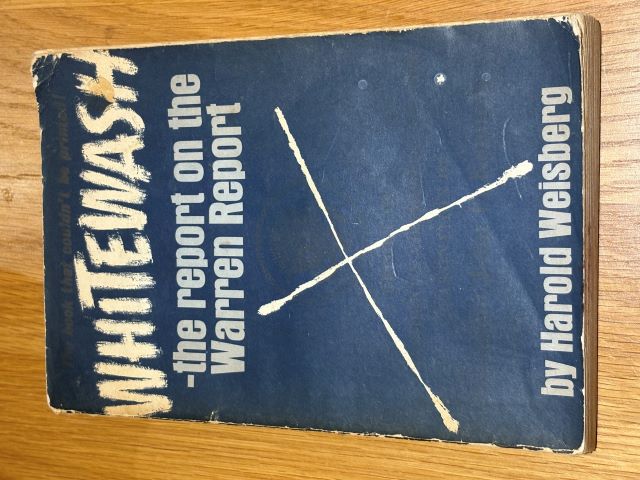 The book that couldn't be printed!
WHITEWASH
-the report on the
Warren Report
by Harold Weisberg